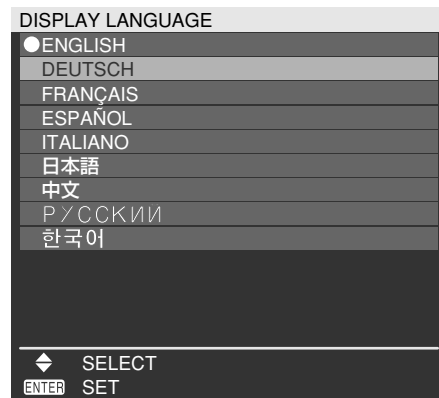 DISPLAY LANGUAGE
ENGLISH
DEUTSCH
FRANÇAIS
ESPAÑOL
ITALIANO
日本語
中文
РУССКИИ
한국어
SELECT
ENTER SET